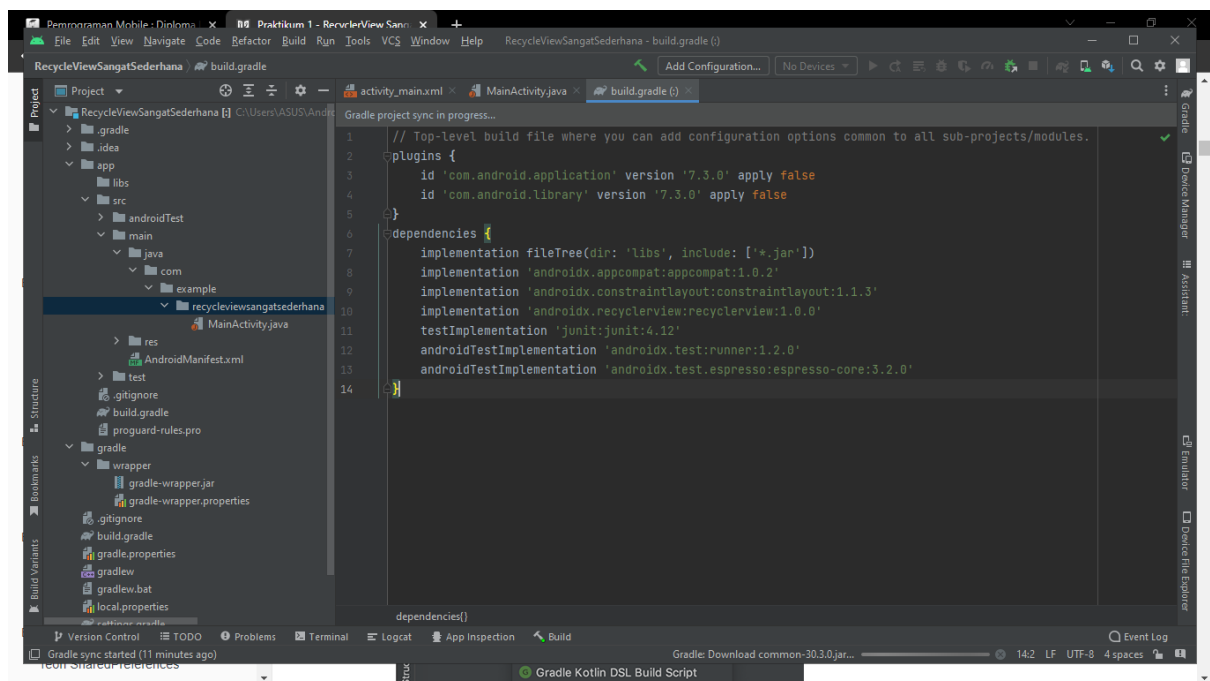 Pemrograman Mobile : Diploma
Praktikum 1 - RecyclerView Sang
File Edit View Navigate Code Refactor Build Run Tools VCS Window Help RecycleViewSangatSederhana - build.gradle (:)
RecycleViewSangatSederhana build.gradle
Add Configuration... No Devices
Project
activity_main.xml MainActivity.java build.gradle (:)
RecycleViewSangatSederhana [:] C:\Users\ASUS\Andro
.gradle
.idea
app
libs
src
androidTest
main
java
com
example
recycleviewsangatsederhana
MainActivity.java
res
AndroidManifest.xml
test
.gitignore
build.gradle
proguard-rules.pro
gradle
wrapper
gradle-wrapper.jar
gradle-wrapper.properties
.gitignore
build.gradle
gradle.properties
gradlew
gradlew.bat
local.properties
settings.gradle
Gradle project sync in progress...
1 // Top-level build file where you can add configuration options common to all sub-projects/modules.
2 plugins {
3 id 'com.android.application' version '7.3.0' apply false
4 id 'com.android.library' version '7.3.0' apply false
5 }
6 dependencies {
7 implementation fileTree(dir: 'libs', include: ['*.jar'])
8 implementation 'androidx.appcompat:appcompat:1.0.2'
9 implementation 'androidx.constraintlayout:constraintlayout:1.1.3'
10 implementation 'androidx.recyclerview:recyclerview:1.0.0'
11 testImplementation 'junit:junit:4.12'
12 androidTestImplementation 'androidx.test:runner:1.2.0'
13 androidTestImplementation 'androidx.test.espresso:espresso-core:3.2.0'
14 }
dependencies{}
Project
Structure
Bookmarks
Build Variants
Gradle
Device Manager
Assistant:
Emulator
Device File Explorer
Version Control TODO Problems Terminal Logcat App Inspection Build Event Log
Gradle sync started (11 minutes ago) Gradle: Download common-30.3.0.jar... 14:2 LF UTF-8 4 spaces
Teori SharedPreferences
Gradle Kotlin DSL Build Script